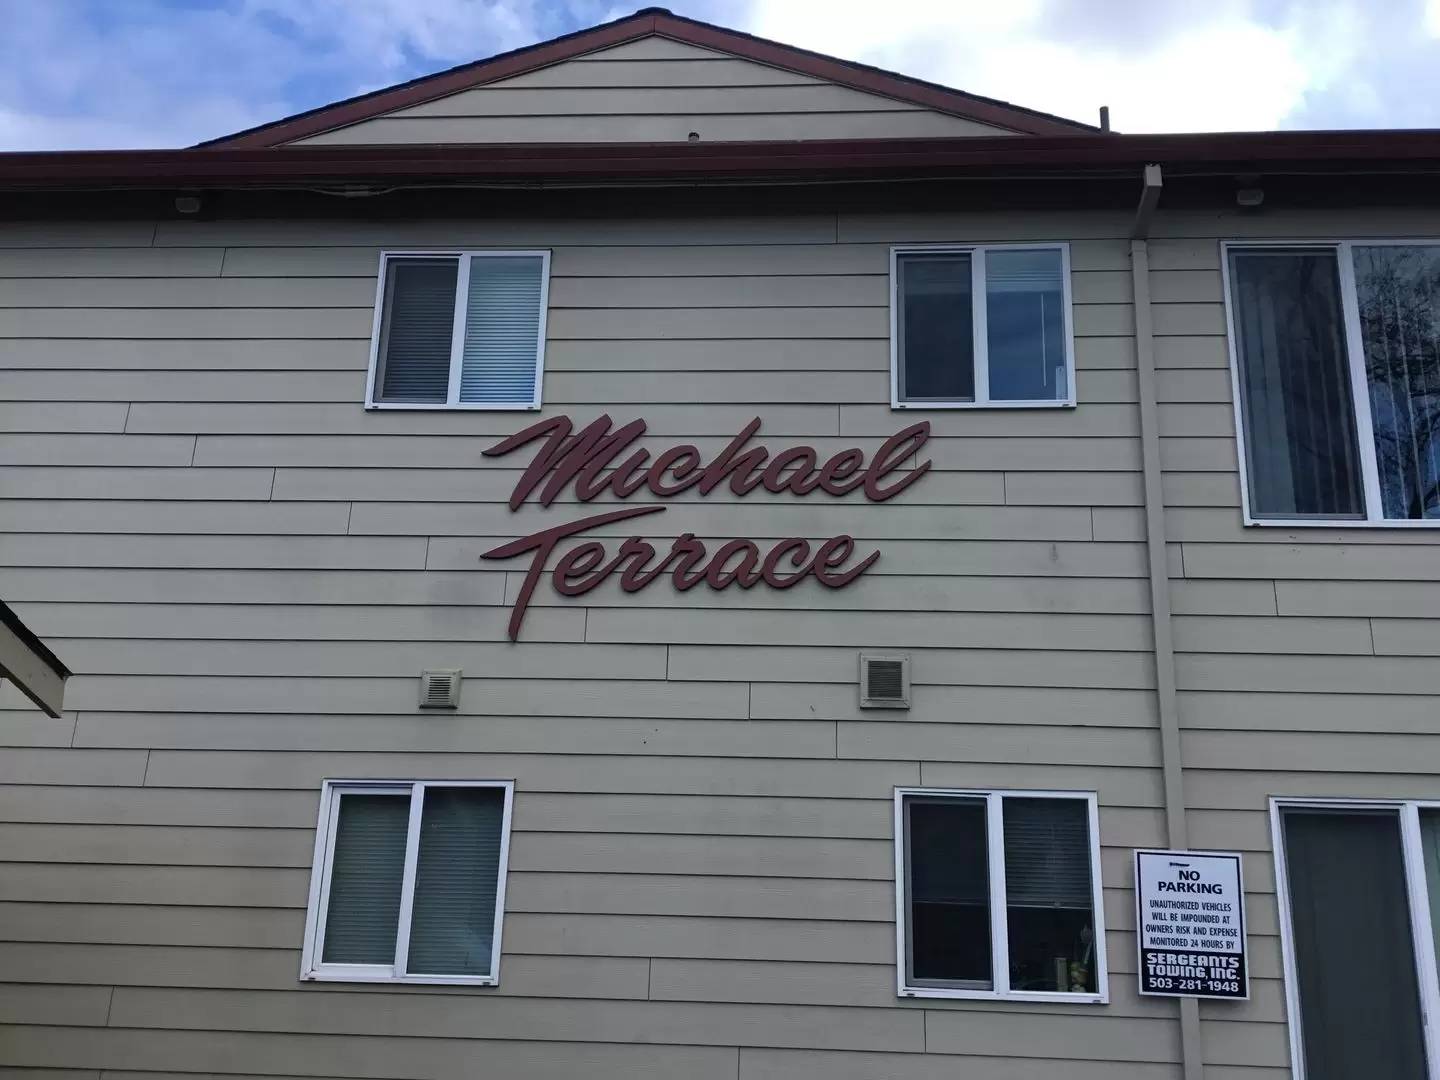 Michael
Terrace
NO
PARKING
UNAUTHORIZED VEHICLES
WILL BE IMPOUNDED AT
OWNERS RISK AND EXPENSE
MONITORED 24 HOURS BY
SERGEANTS
TOWING, INC.
503-281-1948